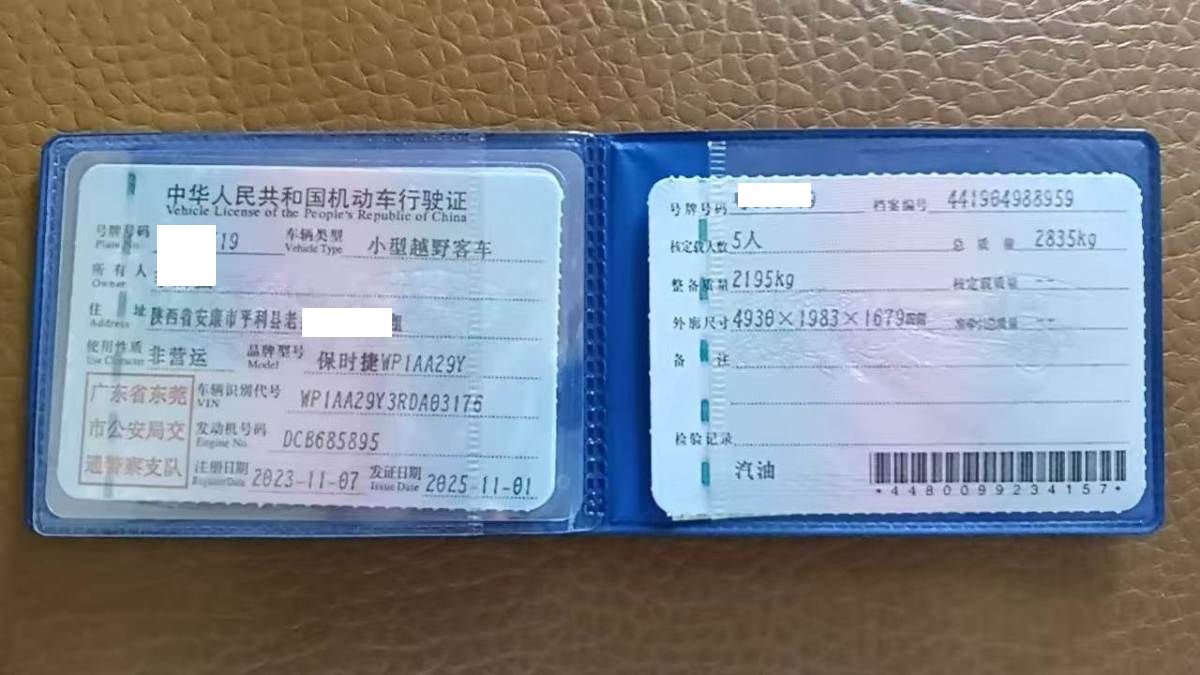 中华人民共和国机动车行驶证
Vehicle License of the People's Republic of China
号牌号码 19 车辆类型 小型越野客车
Plate No. Vehicle Type
所有人
Owner
住址 陕西省安康市平利县老
Address
使用性质 非营运 品牌型号 保时捷WP1AA29Y
Use Character Model
广东省东莞
市公安局交
通警察支队
车辆识别代号 WP1AA29Y3RDA03176
VIN
发动机号码 DCB685895
Engine No.
注册日期 2023-11-07 发证日期 2025-11-01
Register Date Issue Date
号牌号码 9 档案编号 441904988959
核定载人数 5人 总质量 2835kg
整备质量 2195kg 核定载质量 --
外廓尺寸 4930×1983×1679mm 准牵引总质量 --
备注
检验记录
汽油
*4480099234157*